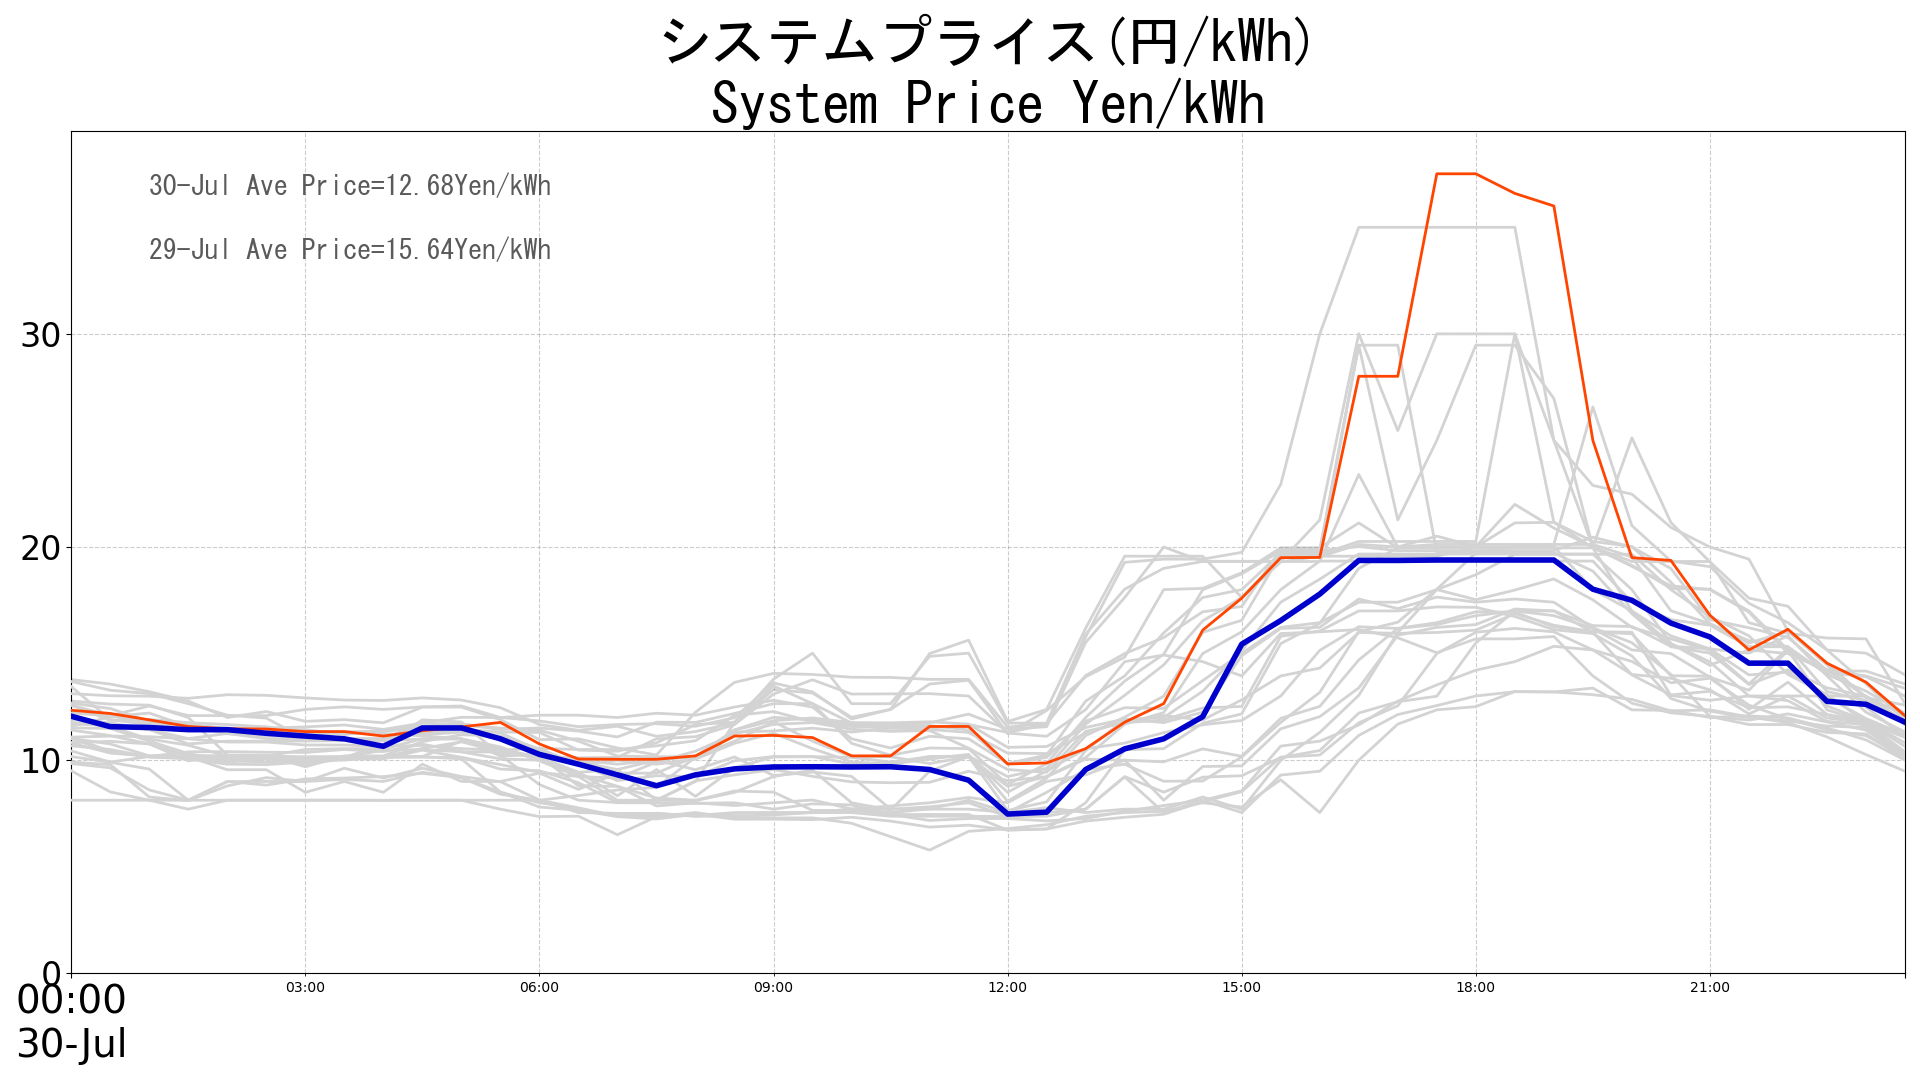 システムプライス(円/kWh)
System Price Yen/kWh
30-Jul Ave Price=12.68Yen/kWh
29-Jul Ave Price=15.64Yen/kWh
30
20
10
0
00:00 03:00 06:00 09:00 12:00 15:00 18:00 21:00
30-Jul